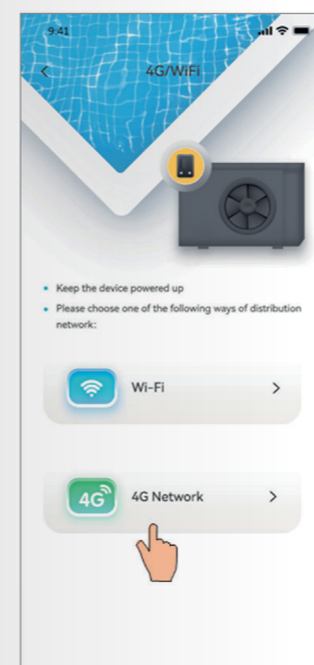 9:41
4G/WiFi
Keep the device powered up
Please choose one of the following ways of distribution
network:
Wi-Fi
4G
4G Network